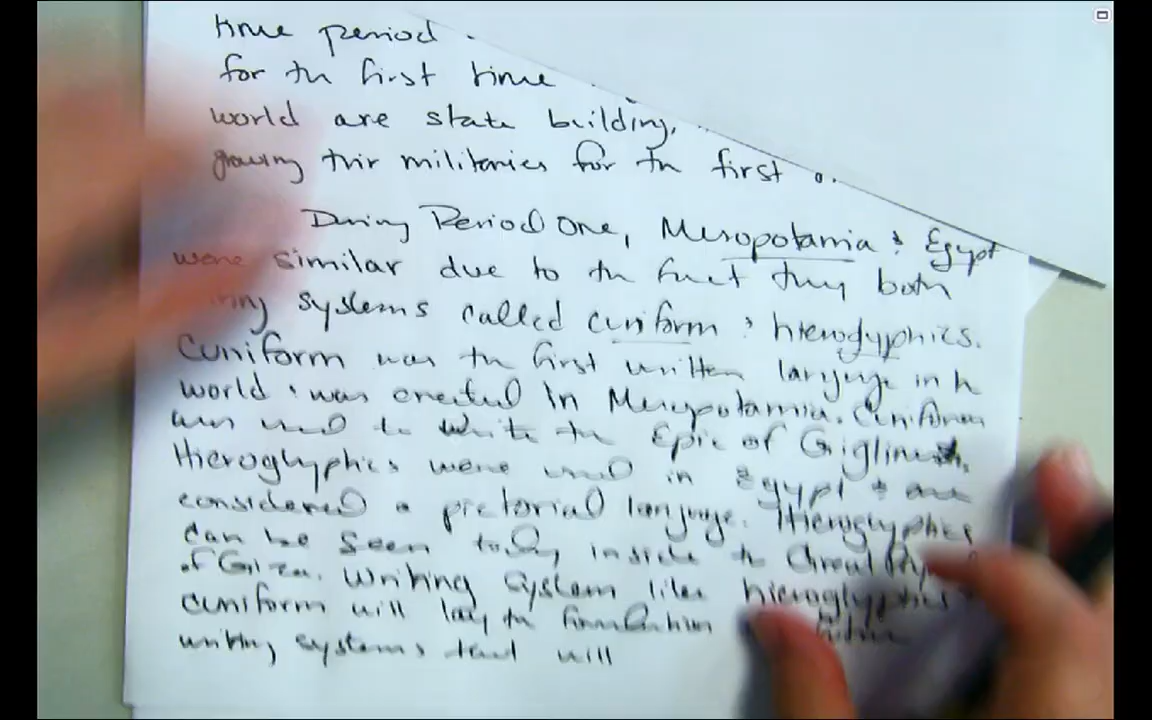 time period.
for the first time
world are state building,
growing their militaries for the first
During Period One, Mesopotamia & Egypt
were similar due to the fact they both
systems called cuniform & hieroglyphics.
Cuniform was the first written language in
world & was created in Mesopotamia. Cuniform
was used to write the Epic of
Hieroglyphics were used in Egypt & are
considered a pictorial language. Hieroglyphics
can be seen today inside the Great
of Giza. Writing system like hieroglyphics &
cuniform will lay the foundation
writing systems that will